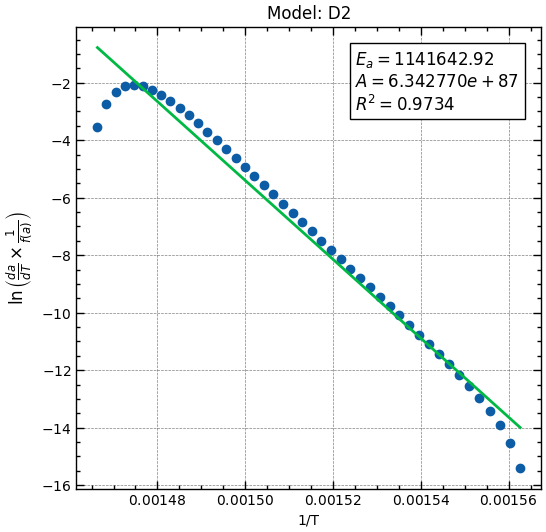 Model: D2
E_a = 1141642.92
A = 6.342770e + 87
R^2 = 0.9734
−2
−4
−6
−8
−10
−12
−14
−16
ln(da/dT × 1/f(a))
0.00148 0.00150 0.00152 0.00154 0.00156
1/T